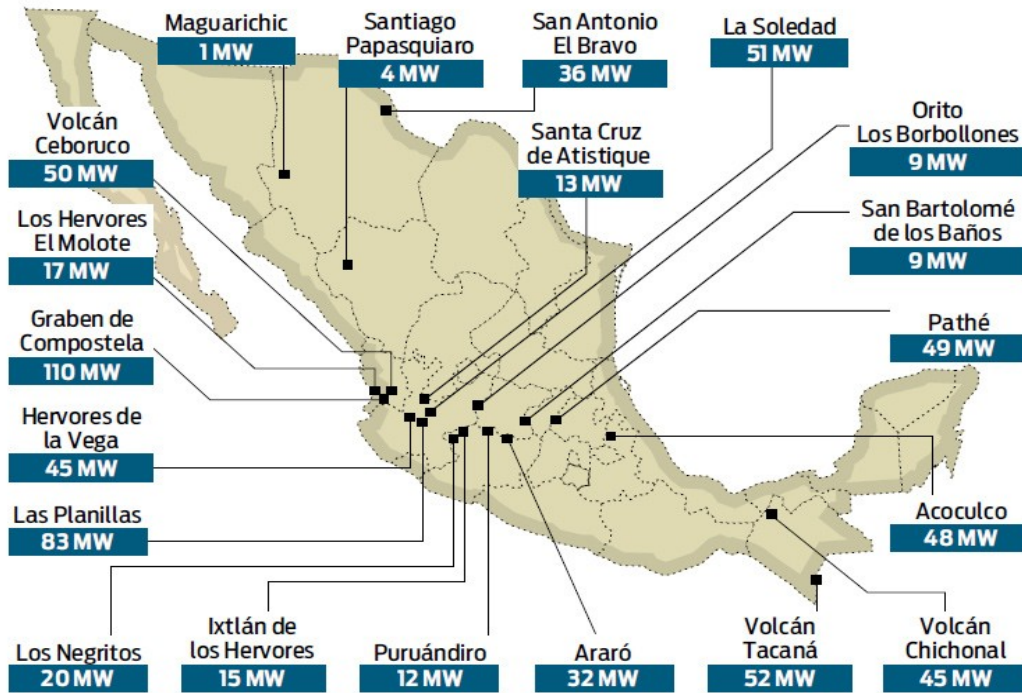 Maguarichic
1 MW
Santiago
Papasquiaro
4 MW
San Antonio
El Bravo
36 MW
La Soledad
51 MW
Volcán
Ceboruco
50 MW
Santa Cruz
de Atistique
13 MW
Orito
Los Borbollones
9 MW
Los Hervores
El Molote
17 MW
San Bartolomé
de los Baños
9 MW
Graben de
Compostela
110 MW
Pathé
49 MW
Hervores de
la Vega
45 MW
Las Planillas
83 MW
Acoculco
48 MW
Los Negritos
20 MW
Ixtlán de
los Hervores
15 MW
Puruándiro
12 MW
Araró
32 MW
Volcán
Tacaná
52 MW
Volcán
Chichonal
45 MW